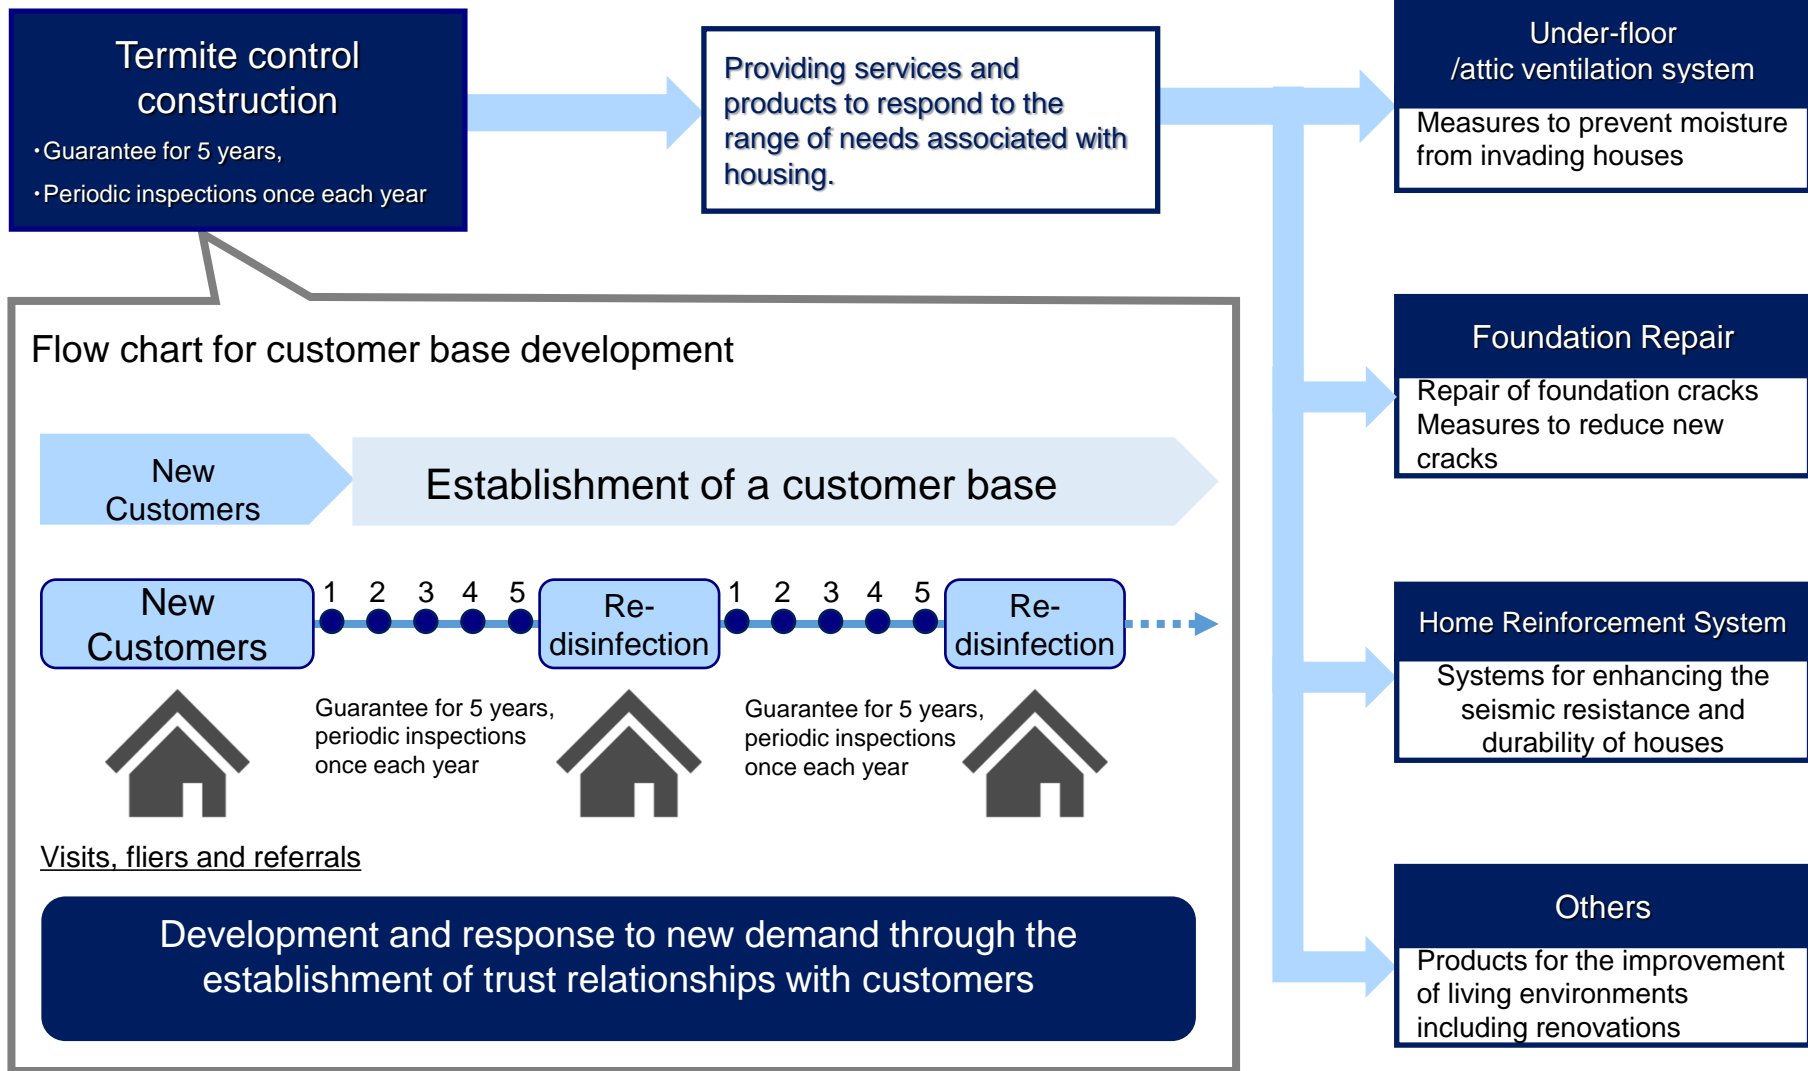 Termite control
construction
・Guarantee for 5 years,
・Periodic inspections once each year
Providing services and
products to respond to the
range of needs associated with
housing.
Under-floor
/attic ventilation system
Measures to prevent moisture
from invading houses
Foundation Repair
Repair of foundation cracks
Measures to reduce new
cracks
Home Reinforcement System
Systems for enhancing the
seismic resistance and
durability of houses
Others
Products for the improvement
of living environments
including renovations
Flow chart for customer base development
New
Customers
Establishment of a customer base
New
Customers
1 2 3 4 5
Re-
disinfection
1 2 3 4 5
Re-
disinfection
Guarantee for 5 years,
periodic inspections
once each year
Guarantee for 5 years,
periodic inspections
once each year
Visits, fliers and referrals
Development and response to new demand through the
establishment of trust relationships with customers